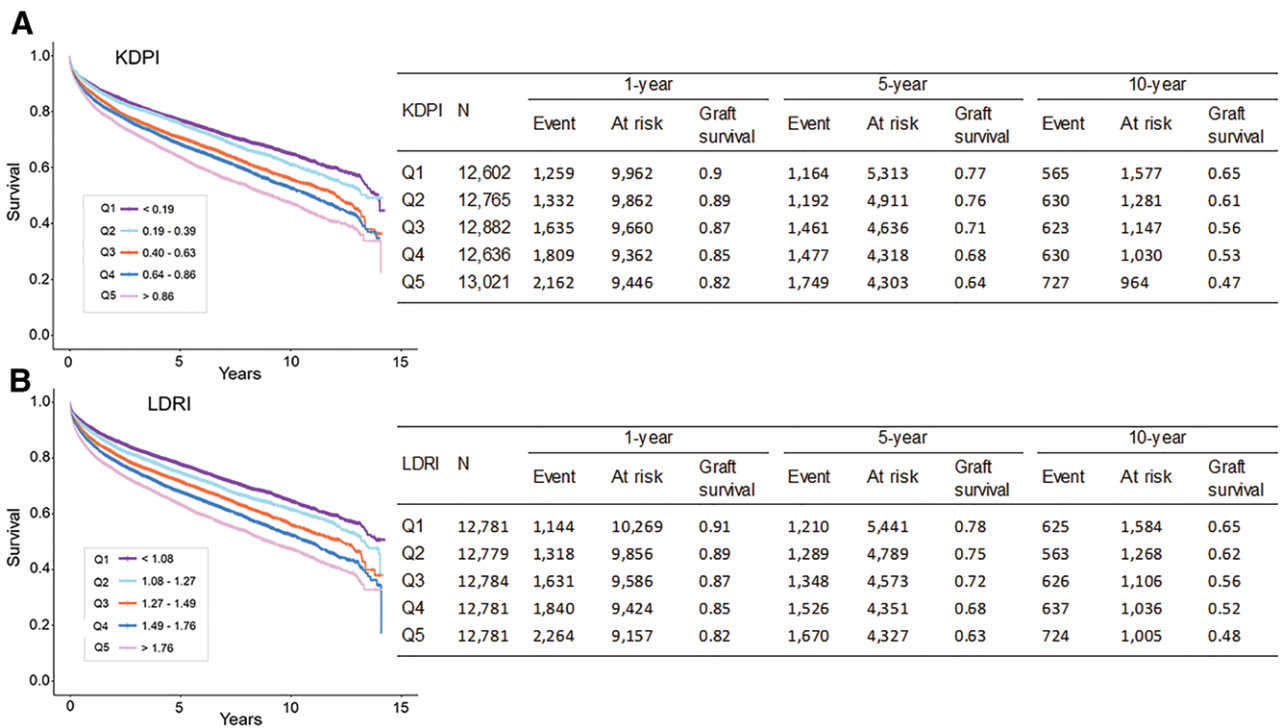 A
KDPI
1.0
0.8
0.6
0.4
0.2
0.0
Survival
Q1 < 0.19
Q2 0.19 - 0.39
Q3 0.40 - 0.63
Q4 0.64 - 0.86
Q5 > 0.86
0 5 10 15
Years
1-year 5-year 10-year
KDPI N Event At risk Graft survival Event At risk Graft survival Event At risk Graft survival
Q1 12,602 1,259 9,962 0.9 1,164 5,313 0.77 565 1,577 0.65
Q2 12,765 1,332 9,862 0.89 1,192 4,911 0.76 630 1,281 0.61
Q3 12,882 1,635 9,660 0.87 1,461 4,636 0.71 623 1,147 0.56
Q4 12,636 1,809 9,362 0.85 1,477 4,318 0.68 630 1,030 0.53
Q5 13,021 2,162 9,446 0.82 1,749 4,303 0.64 727 964 0.47
B
LDRI
1.0
0.8
0.6
0.4
0.2
0.0
Survival
Q1 < 1.08
Q2 1.08 - 1.27
Q3 1.27 - 1.49
Q4 1.49 - 1.76
Q5 > 1.76
0 5 10 15
Years
1-year 5-year 10-year
LDRI N Event At risk Graft survival Event At risk Graft survival Event At risk Graft survival
Q1 12,781 1,144 10,269 0.91 1,210 5,441 0.78 625 1,584 0.65
Q2 12,779 1,318 9,856 0.89 1,289 4,789 0.75 563 1,268 0.62
Q3 12,784 1,631 9,586 0.87 1,348 4,573 0.72 626 1,106 0.56
Q4 12,781 1,840 9,424 0.85 1,526 4,351 0.68 637 1,036 0.52
Q5 12,781 2,264 9,157 0.82 1,670 4,327 0.63 724 1,005 0.48